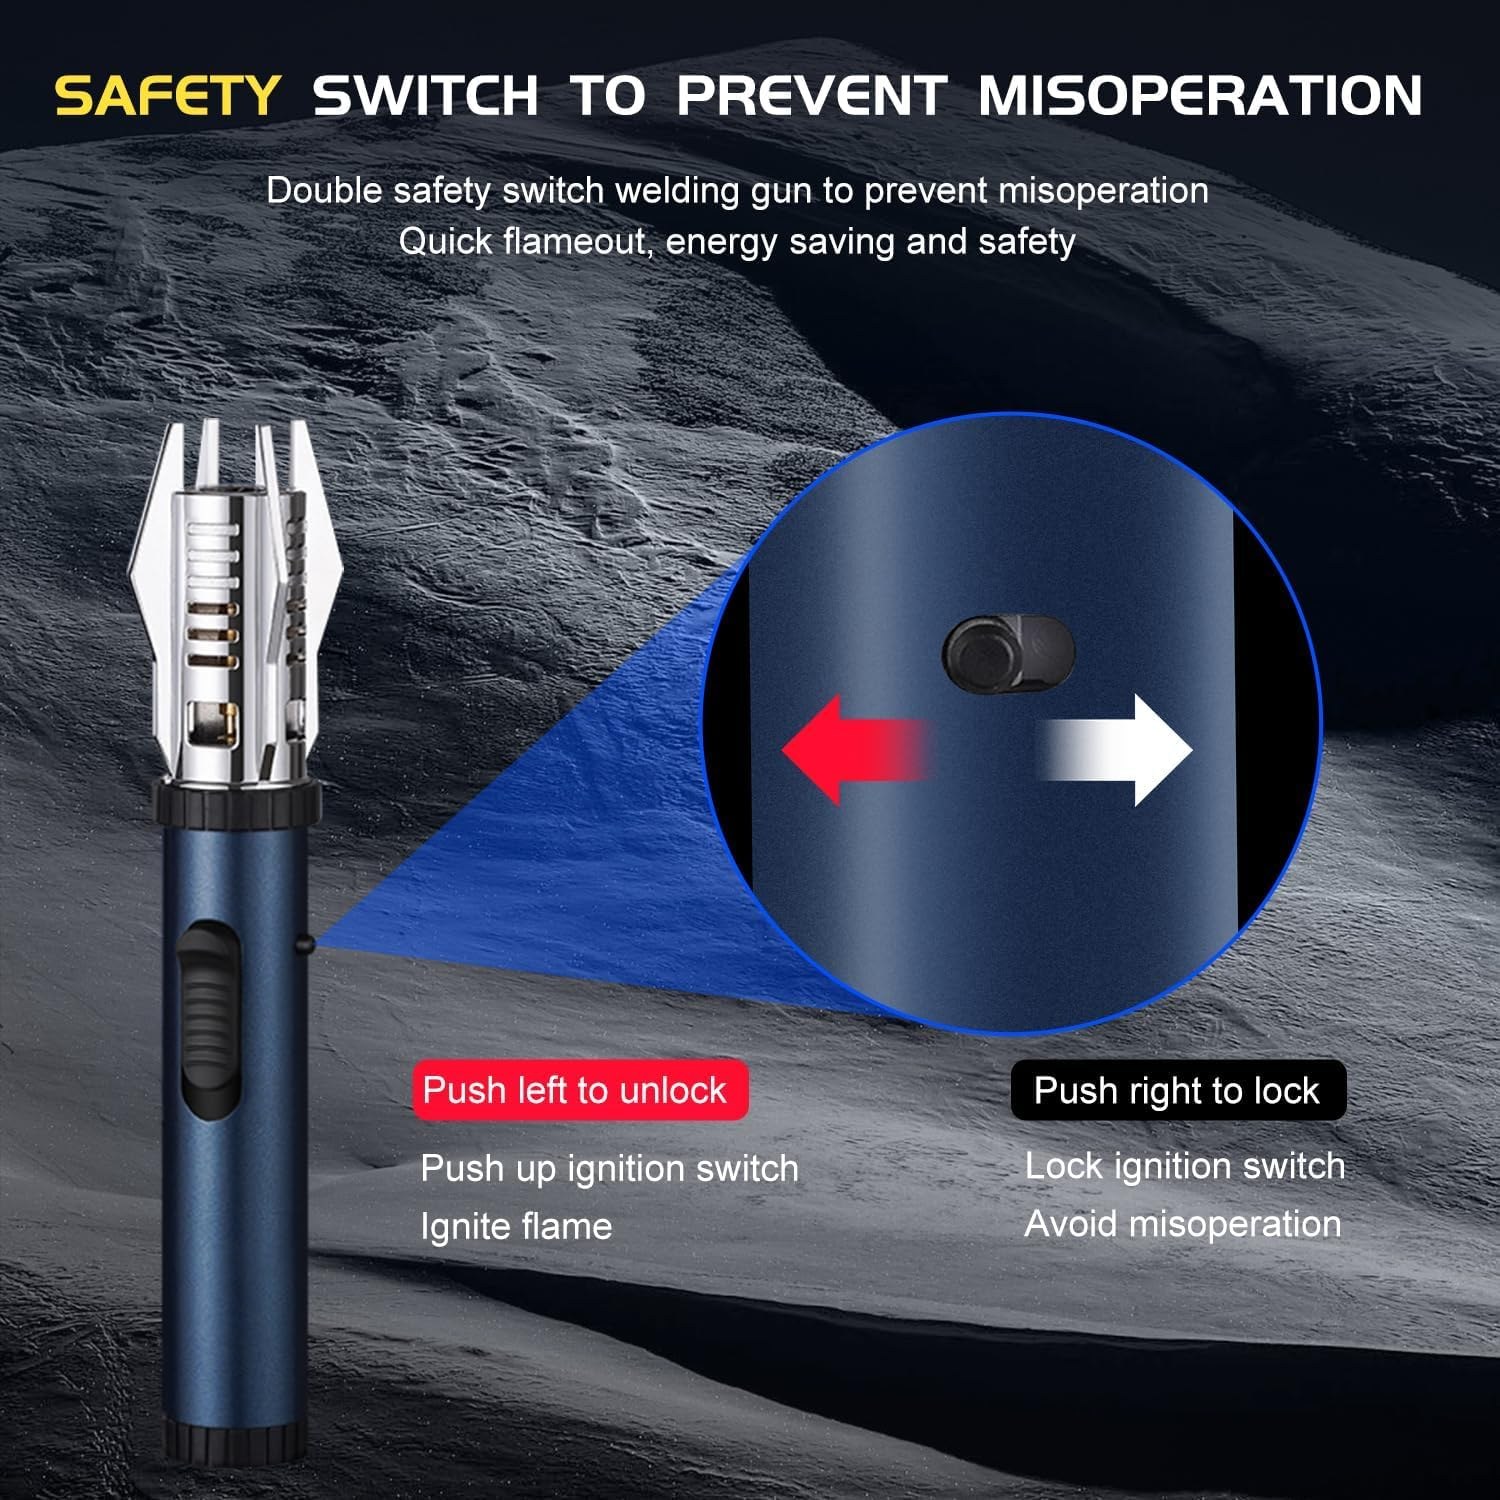 SAFETY SWITCH TO PREVENT MISOPERATION
Double safety switch welding gun to prevent misoperation
Quick flameout, energy saving and safety
Push left to unlock
Push up ignition switch
Ignite flame
Push right to lock
Lock ignition switch
Avoid misoperation